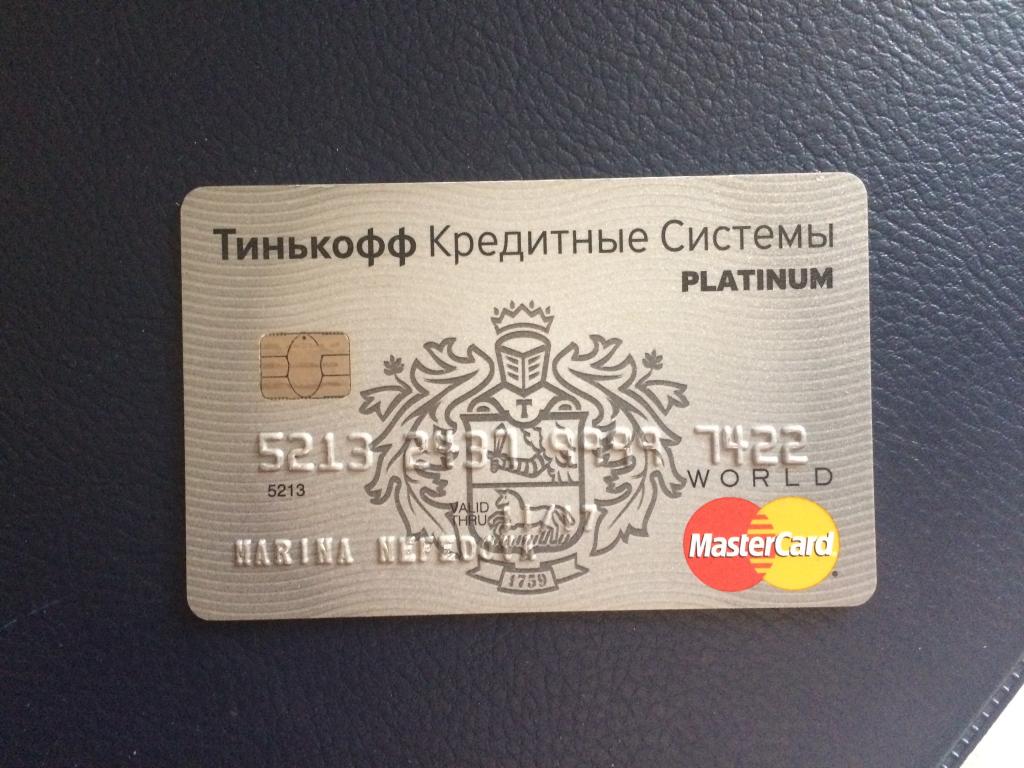 Тинькофф Кредитные Системы
PLATINUM
T
5213 7422
WORLD
5213
VALID
THRU
MARINA
MasterCard
1759